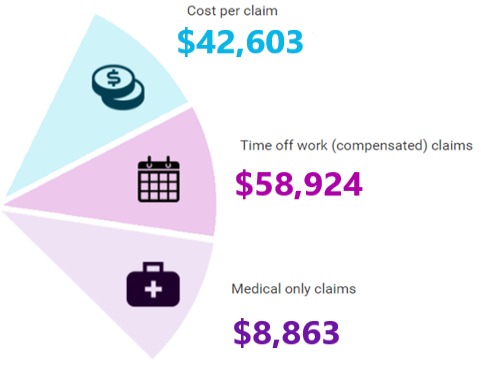 Cost per claim
$42,603
Time off work (compensated) claims
$58,924
Medical only claims
$8,863